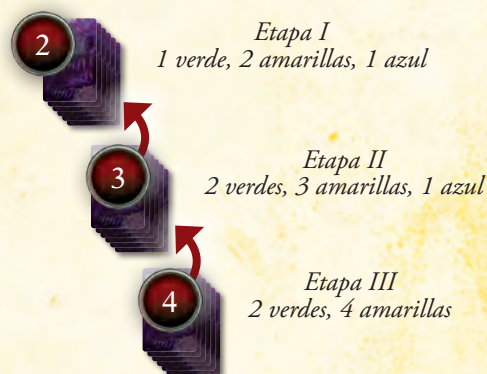 2
Etapa I
1 verde, 2 amarillas, 1 azul
3
Etapa II
2 verdes, 3 amarillas, 1 azul
4
Etapa III
2 verdes, 4 amarillas